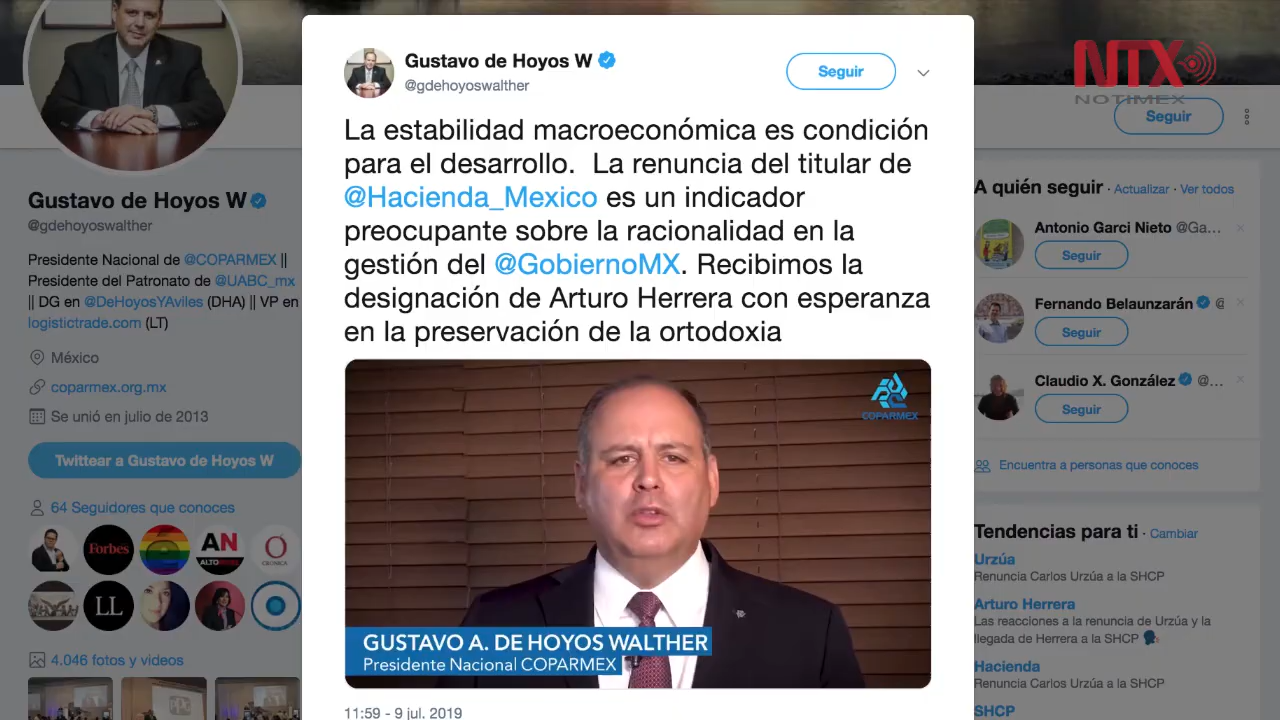 Gustavo de Hoyos W
@gdehoyoswalther
Seguir
La estabilidad macroeconómica es condición
para el desarrollo.  La renuncia del titular de
@Hacienda_Mexico es un indicador
preocupante sobre la racionalidad en la
gestión del @GobiernoMX. Recibimos la
designación de Arturo Herrera con esperanza
en la preservación de la ortodoxia
COPARMEX
GUSTAVO A. DE HOYOS WALTHER
Presidente Nacional COPARMEX
11:59 - 9 jul. 2019
Gustavo de Hoyos W
@gdehoyoswalther
Presidente Nacional de @COPARMEX ||
Presidente del Patronato de @UABC_mx
|| DG en @DeHoyosYAviles (DHA) || VP en
logistictrade.com (LT)
México
coparmex.org.mx
Se unió en julio de 2013
Twittear a Gustavo de Hoyos W
64 Seguidores que conoces
Forbes
AN
ALTO
O
CRÓNICA
LL
4.046 fotos y videos
NTX
NOTIMEX
Seguir
A quién seguir · Actualizar · Ver todos
Antonio Garci Nieto @Ga...
Seguir
Fernando Belaunzarán @
Seguir
Claudio X. González @...
Seguir
Encuentra a personas que conoces
Tendencias para ti · Cambiar
Urzúa
Renuncia Carlos Urzúa a la SHCP
Arturo Herrera
Las reacciones a la renuncia de Urzúa y la
llegada de Herrera a la SHCP
Hacienda
Renuncia Carlos Urzúa a la SHCP
SHCP